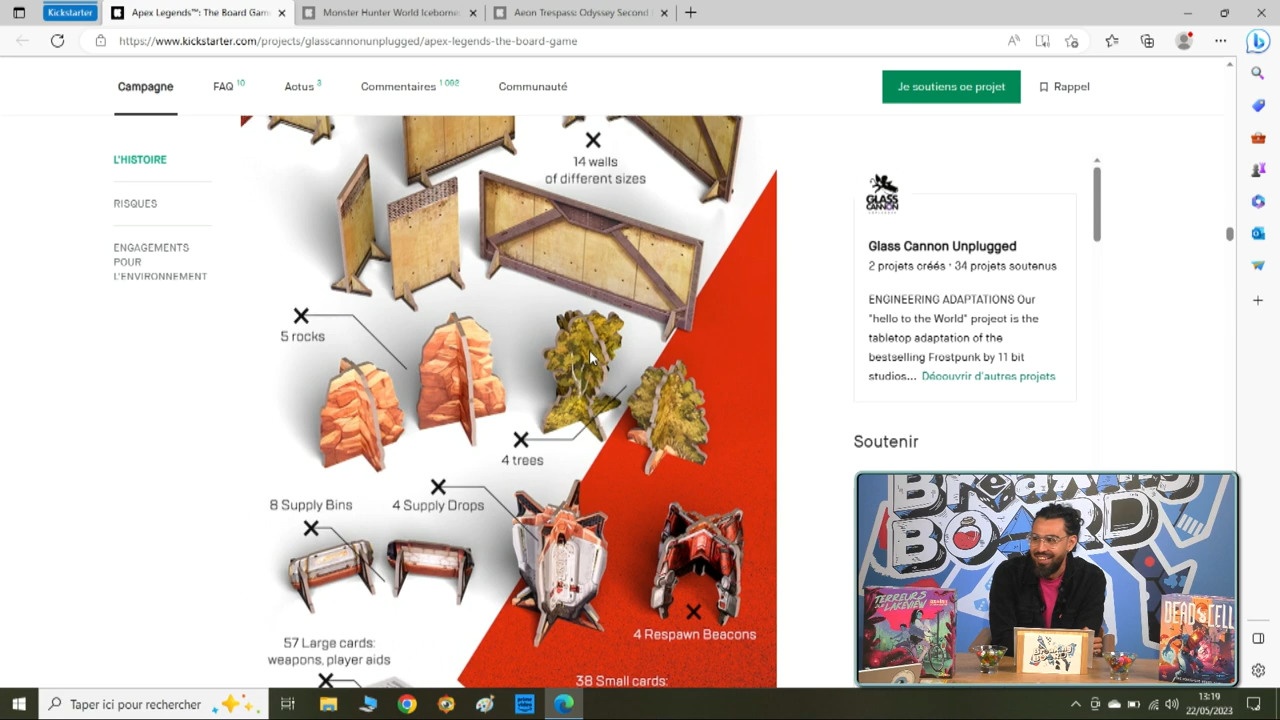 Kickstarter
Apex Legends™: The Board Gam
Monster Hunter World Iceborne
Aeon Trespass: Odyssey Second
https://www.kickstarter.com/projects/glasscannonunplugged/apex-legends-the-board-game
Campagne
FAQ 10
Actus 3
Commentaires 1 092
Communauté
Je soutiens ce projet
Rappel
L'HISTOIRE
RISQUES
ENGAGEMENTS
POUR
L'ENVIRONNEMENT
14 walls
of different sizes
5 rocks
4 trees
8 Supply Bins
4 Supply Drops
4 Respawn Beacons
57 Large cards:
weapons, player aids
38 Small cards:
GLASS
CANNON
UNPLUGGED
Glass Cannon Unplugged
2 projets créés · 34 projets soutenus
ENGINEERING ADAPTATIONS Our
"hello to the World" project is the
tabletop adaptation of the
bestselling Frostpunk by 11 bit
studios... Découvrir d'autres projets
Soutenir
BOARD
TERREURS
LAKEVIEW
DEAD CELL
Taper ici pour rechercher
13:19
22/05/2023